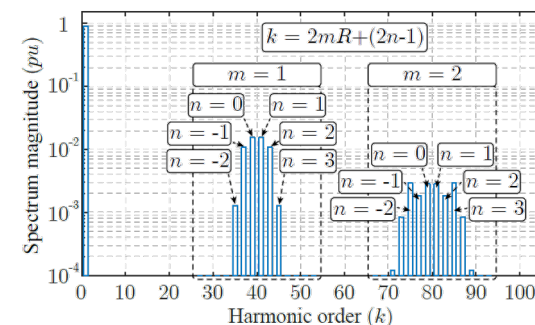 Spectrum magnitude (pu)
1
10-1
10-2
10-3
10-4
k = 2mR+(2n-1)
m = 1
m = 2
n = 0
n = 1
n = -1
n = 2
n = -2
n = 3
n = 0
n = 1
n = -1
n = 2
n = -2
n = 3
0 10 20 30 40 50 60 70 80 90 100
Harmonic order (k)